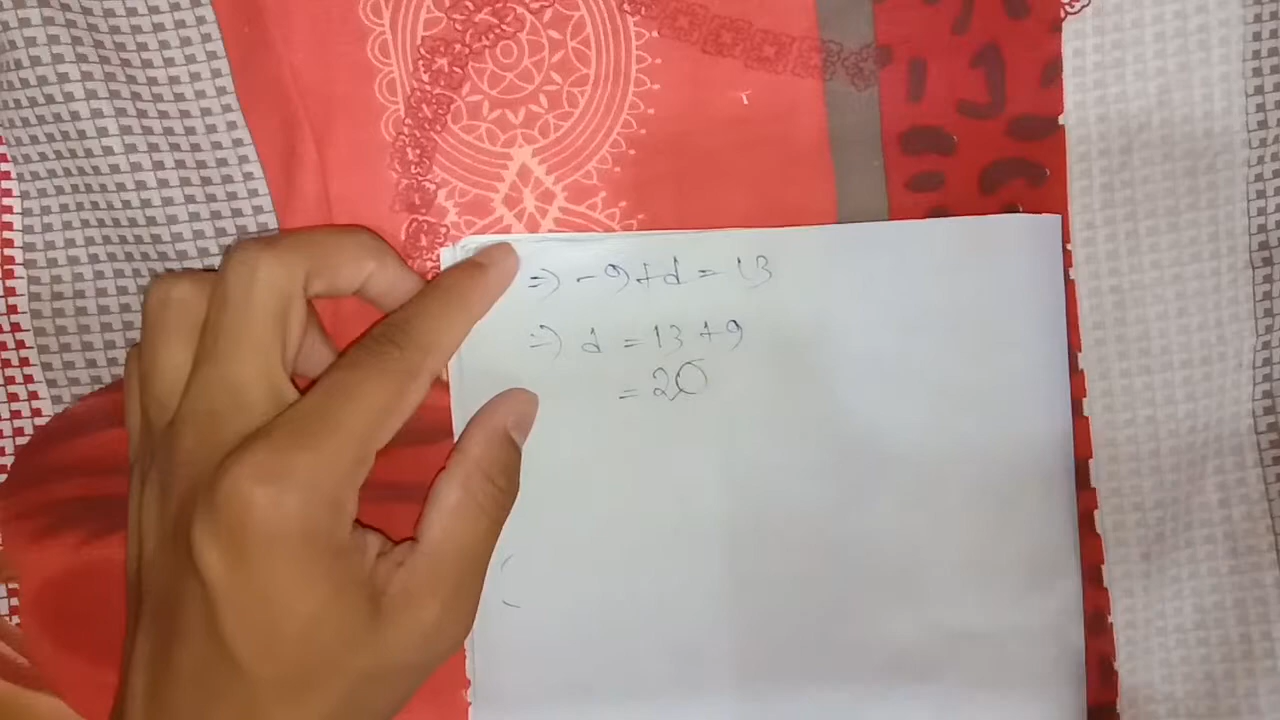 ⇒ -9+d = 13
⇒ d = 13+9
= 20